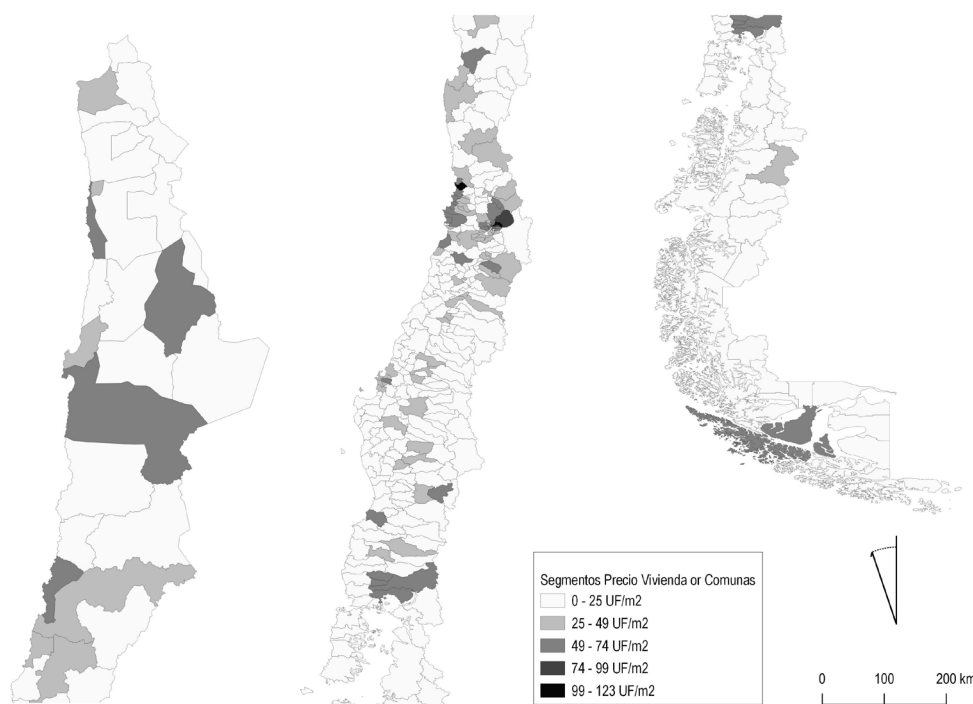 Segmentos Precio Vivienda or Comunas
0 - 25 UF/m2
25 - 49 UF/m2
49 - 74 UF/m2
74 - 99 UF/m2
99 - 123 UF/m2
0 100 200 km